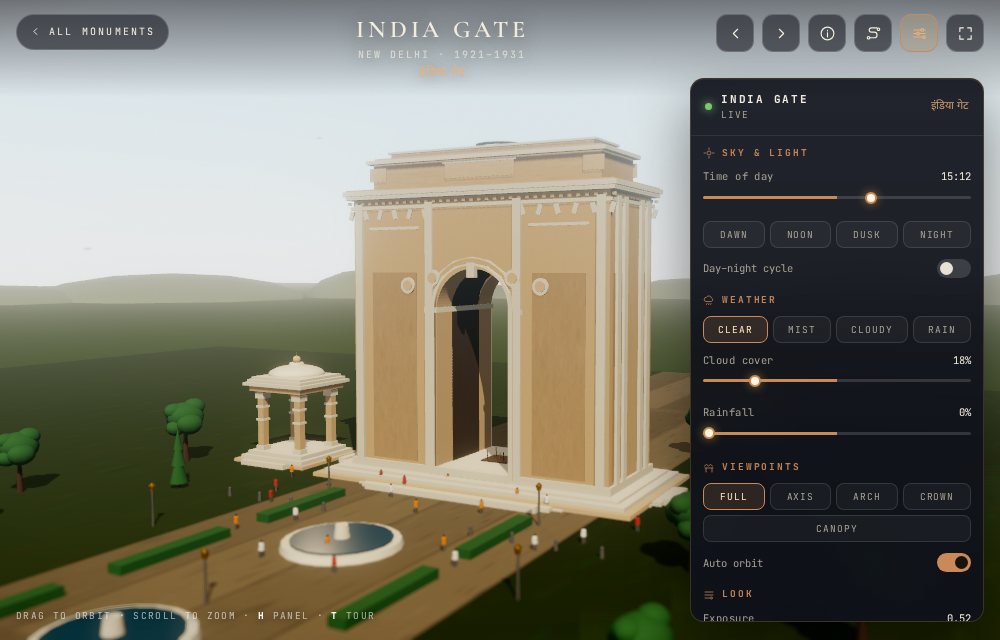 ALL MONUMENTS
INDIA GATE
NEW DELHI · 1921–1931
INDIA GATE
LIVE
इंडिया गेट
SKY & LIGHT
Time of day 15:12
DAWN NOON DUSK NIGHT
Day-night cycle
WEATHER
CLEAR MIST CLOUDY RAIN
Cloud cover 18%
Rainfall 0%
VIEWPOINTS
FULL AXIS ARCH CROWN
CANOPY
Auto orbit
LOOK
Exposure 0.52
DRAG TO ORBIT · SCROLL TO ZOOM · H PANEL · T TOUR